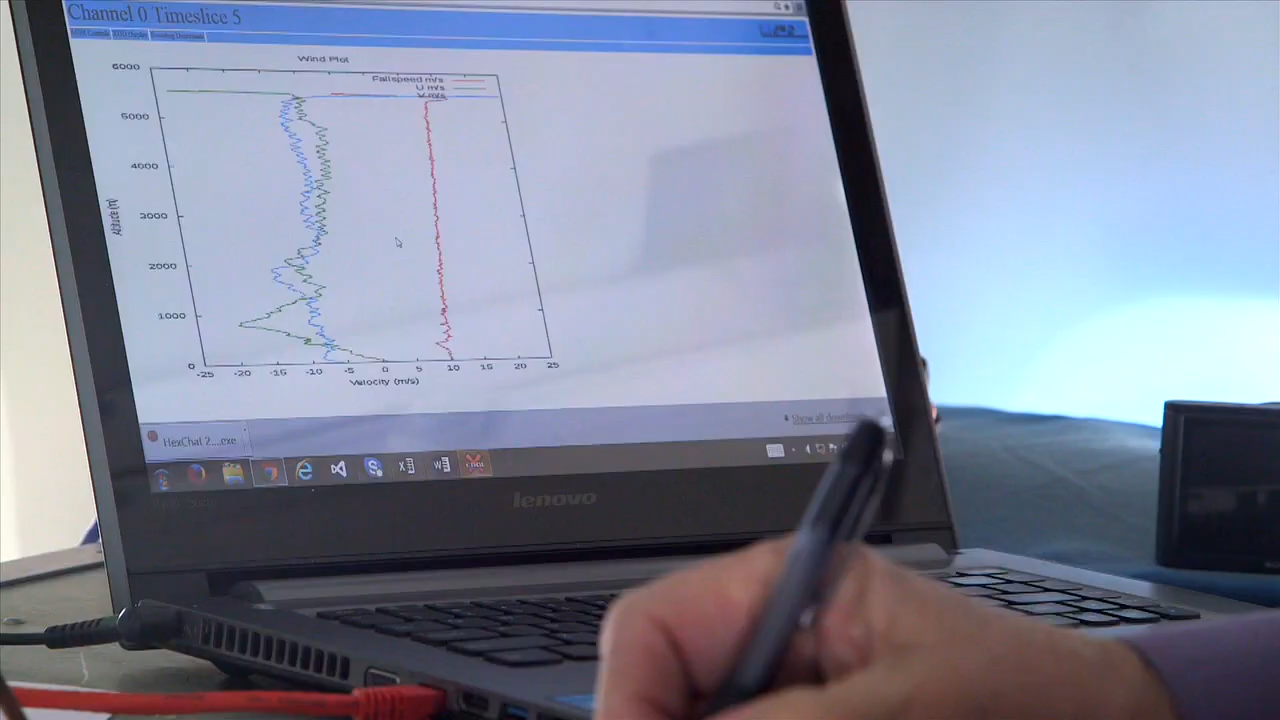 Channel 0 Timeslice 5
Wind Plot
Fallspeed m/s
U m/s
V m/s
6000
5000
4000
3000
2000
1000
0
Altitude (m)
-25 -20 -15 -10 -5 0 5 10 15 20 25
Velocity (m/s)
Show all downloads
HexChat 2....exe
lenovo